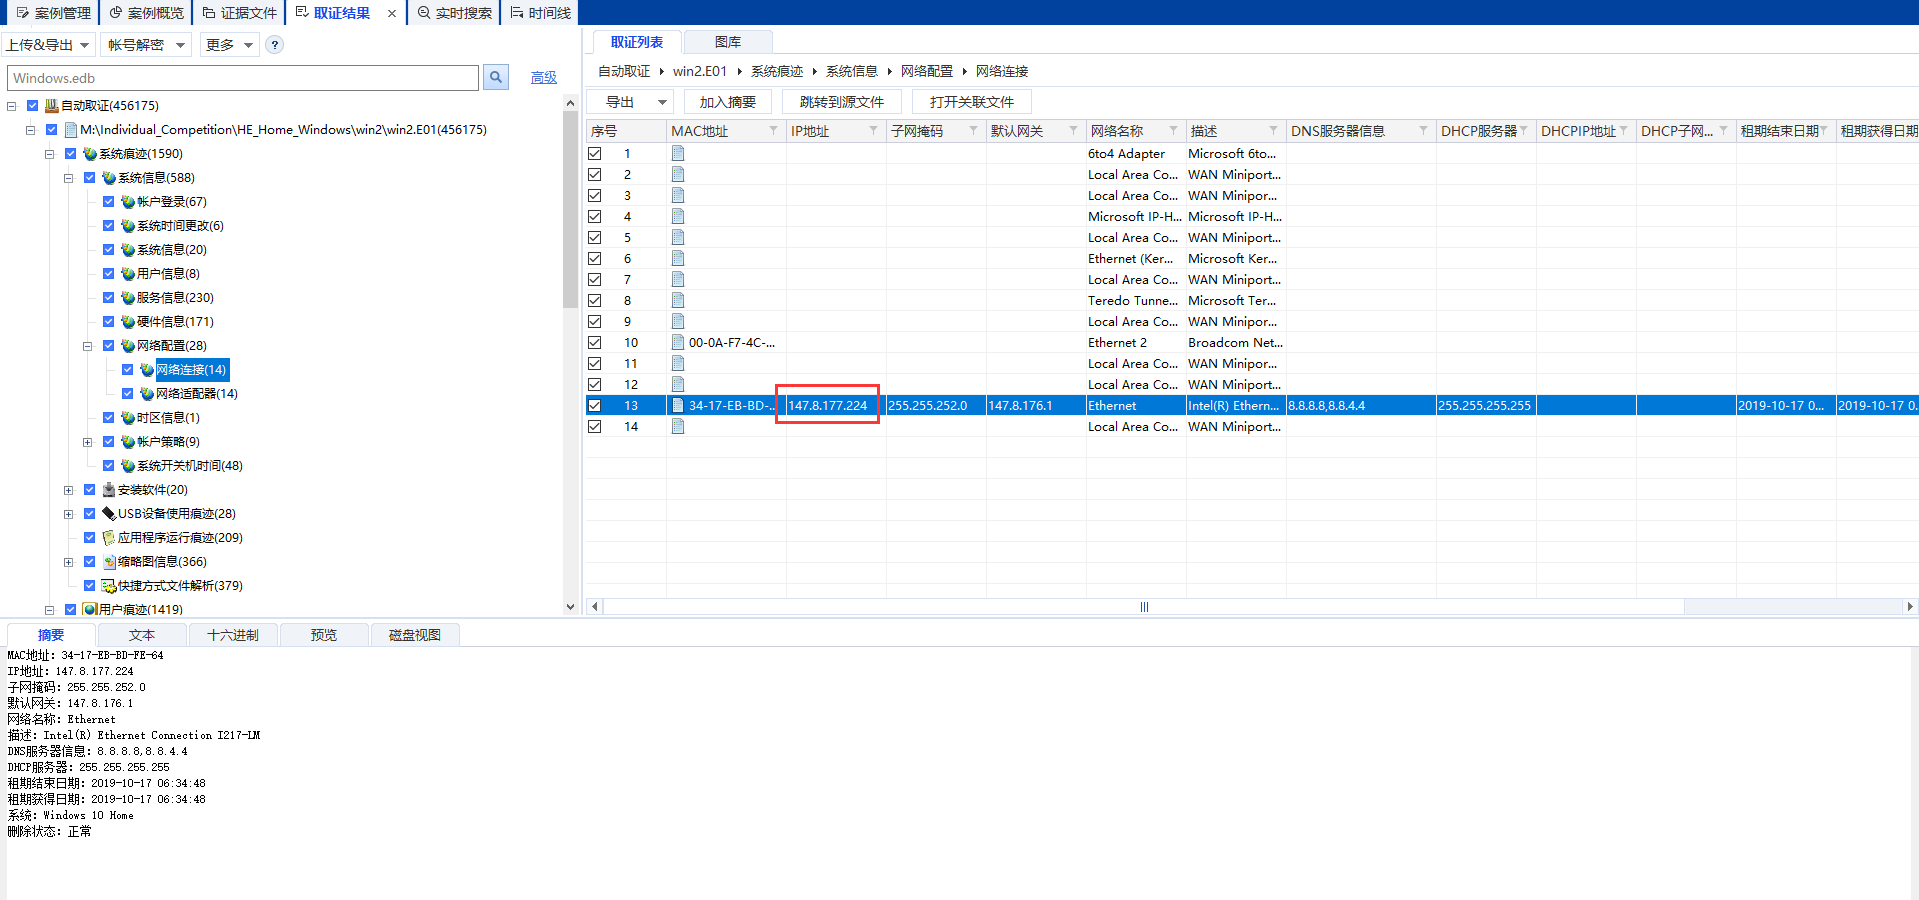 案例管理 案例概览 证据文件 取证结果 × 实时搜索 时间线
上传&导出 帐号解密 更多 ?
Windows.edb 高级
自动取证(456175)
M:\Individual_Competition\HE_Home_Windows\win2\win2.E01(456175)
系统痕迹(1590)
系统信息(588)
帐户登录(67)
系统时间更改(6)
系统信息(20)
用户信息(8)
服务信息(230)
硬件信息(171)
网络配置(28)
网络连接(14)
网络适配器(14)
时区信息(1)
帐户策略(9)
系统开关机时间(48)
安装软件(20)
USB设备使用痕迹(28)
应用程序运行痕迹(209)
缩略图信息(366)
快捷方式文件解析(379)
用户痕迹(1419)
取证列表 图库
自动取证 win2.E01 系统痕迹 系统信息 网络配置 网络连接
导出 加入摘要 跳转到源文件 打开关联文件
序号 MAC地址 IP地址 子网掩码 默认网关 网络名称 描述 DNS服务器信息 DHCP服务器 DHCPIP地址 DHCP子网... 租期结束日期 租期获得日期
1 6to4 Adapter Microsoft 6to...
2 Local Area Co... WAN Miniport...
3 Local Area Co... WAN Minipor...
4 Microsoft IP-H... Microsoft IP-H...
5 Local Area Co... WAN Miniport...
6 Ethernet (Ker... Microsoft Ker...
7 Local Area Co... WAN Miniport...
8 Teredo Tunne... Microsoft Ter...
9 Local Area Co... WAN Minipor...
10 00-0A-F7-4C-... Ethernet 2 Broadcom Net...
11 Local Area Co... WAN Miniport...
12 Local Area Co... WAN Miniport...
13 34-17-EB-BD-... 147.8.177.224 255.255.252.0 147.8.176.1 Ethernet Intel(R) Ethern... 8.8.8.8,8.8.4.4 255.255.255.255 2019-10-17 0... 2019-10-17 0.
14 Local Area Co... WAN Miniport...
摘要 文本 十六进制 预览 磁盘视图
MAC地址: 34-17-EB-BD-FE-64
IP地址: 147.8.177.224
子网掩码: 255.255.252.0
默认网关: 147.8.176.1
网络名称: Ethernet
描述: Intel(R) Ethernet Connection I217-LM
DNS服务器信息: 8.8.8.8,8.8.4.4
DHCP服务器: 255.255.255.255
租期结束日期: 2019-10-17 06:34:48
租期获得日期: 2019-10-17 06:34:48
系统: Windows 10 Home
删除状态: 正常